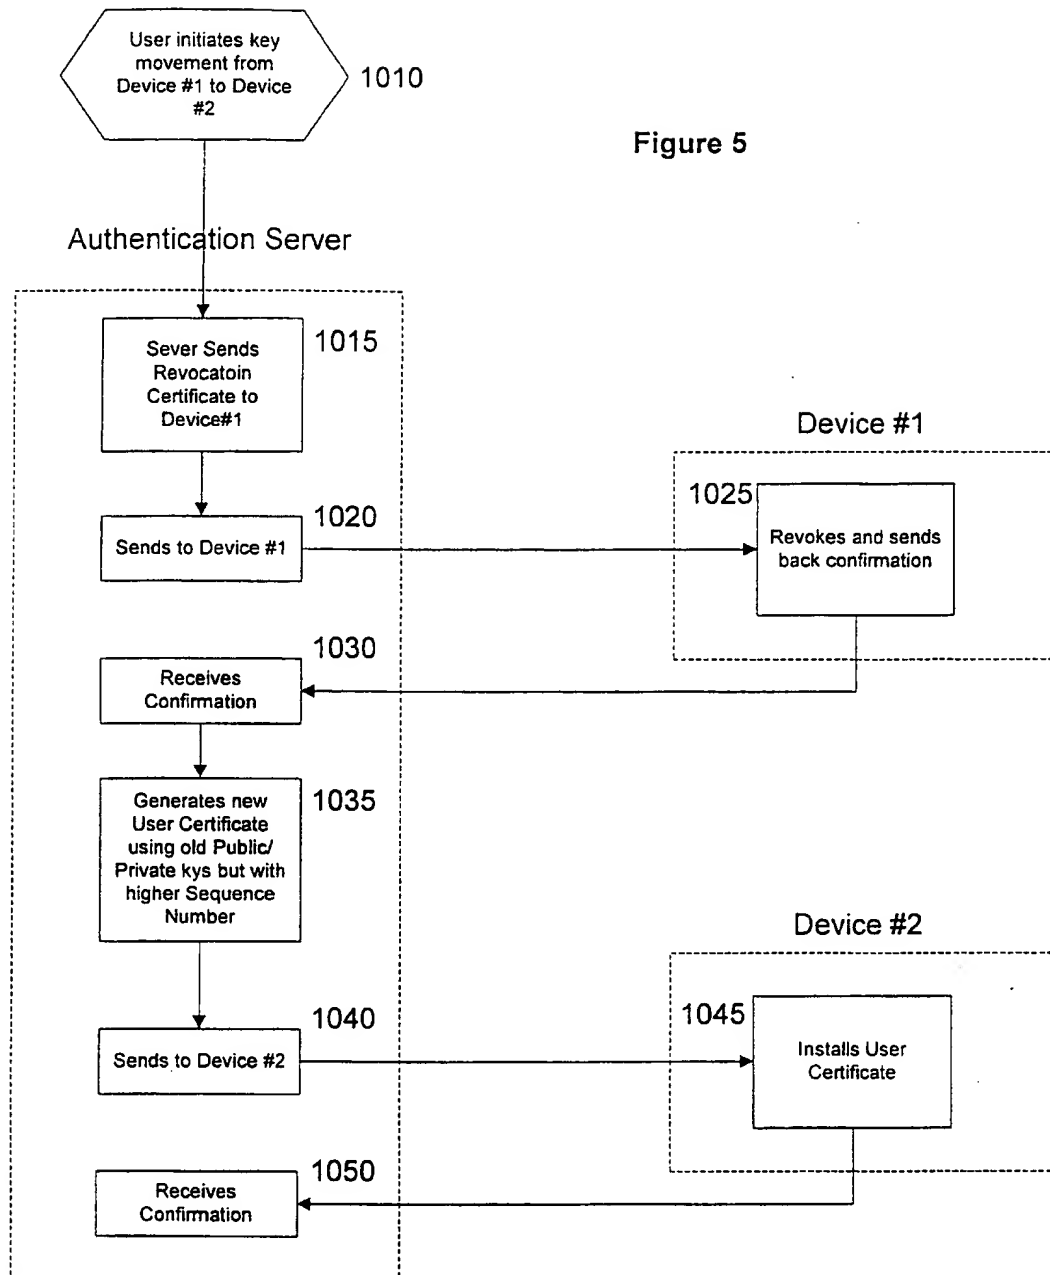 User initiates key
movement from
Device #1 to Device
#2
1010
Figure 5
Authentication Server
Sever Sends
Revocatoin
Certificate to
Device#1
1015
Device #1
1020
Sends to Device #1
1025
Revokes and sends
back confirmation
1030
Receives
Confirmation
Generates new
User Certificate
using old Public/
Private kys but with
higher Sequence
Number
1035
Device #2
1040
Sends to Device #2
1045
Installs User
Certificate
1050
Receives
Confirmation